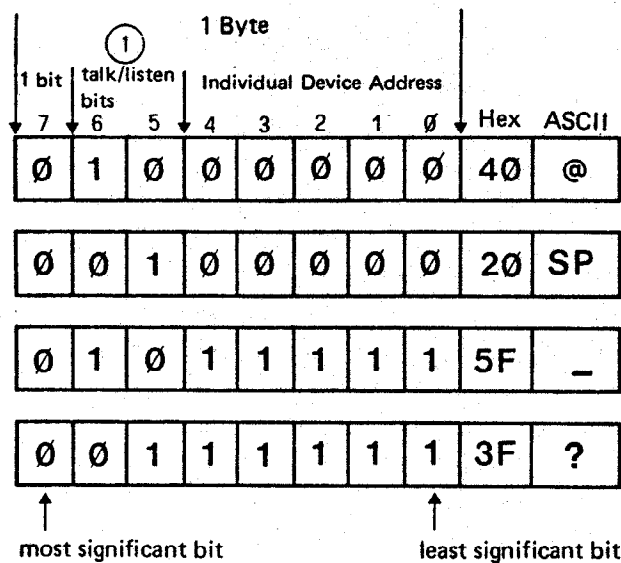 1 Byte
1
1 bit talk/listen bits Individual Device Address
7 6 5 4 3 2 1 Ø Hex ASCII
Ø 1 Ø Ø Ø Ø Ø Ø 4Ø @
Ø Ø 1 Ø Ø Ø Ø Ø 2Ø SP
Ø 1 Ø 1 1 1 1 1 5F _
Ø Ø 1 1 1 1 1 1 3F ?
most significant bit least significant bit